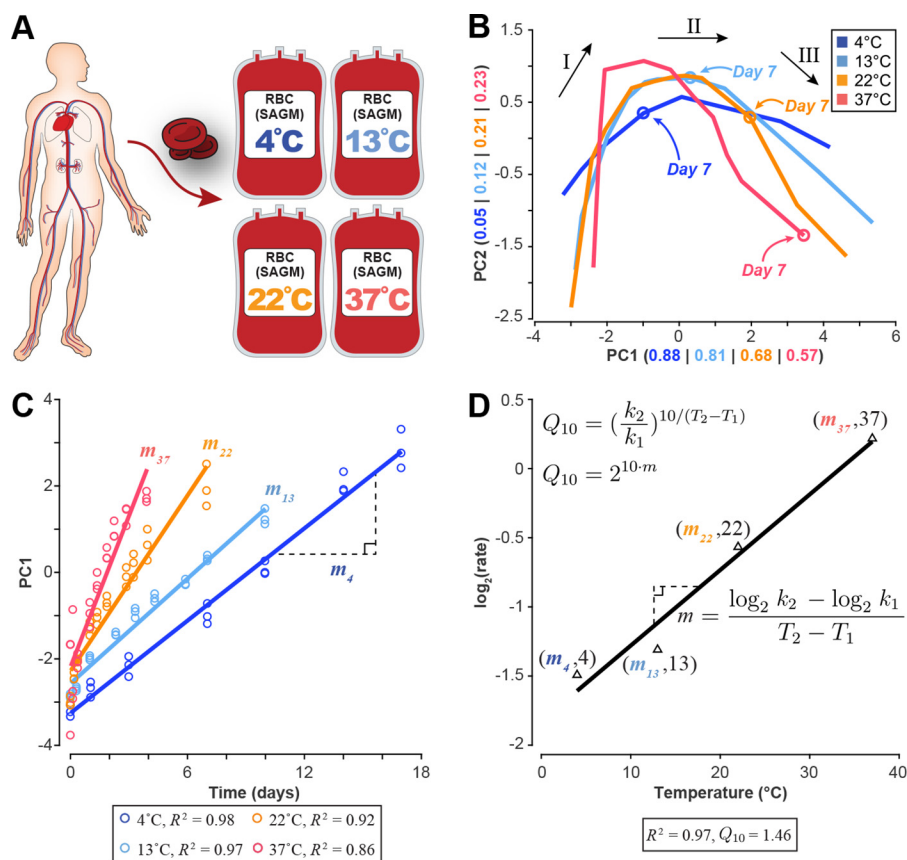 A
RBC
(SAGM)
4°C
RBC
(SAGM)
13°C
RBC
(SAGM)
22°C
RBC
(SAGM)
37°C
B
I
II
III
4°C
13°C
22°C
37°C
Day 7
Day 7
Day 7
Day 7
PC2 (0.05 | 0.12 | 0.21 | 0.23)
1.5
0.5
-0.5
-1.5
-2.5
-4
-2
0
2
4
6
PC1 (0.88 | 0.81 | 0.68 | 0.57)
C
PC1
4
2
0
-2
-4
m37
m22
m13
m4
0
6
12
18
Time (days)
4°C, R² = 0.98
22°C, R² = 0.92
13°C, R² = 0.97
37°C, R² = 0.86
D
Q10 = (k2/k1)^10/(T2−T1)
Q10 = 2^10·m
(m37,37)
(m22,22)
(m4,4)
(m13,13)
m = (log2 k2 − log2 k1)/(T2 − T1)
log2(rate)
0.5
0
-0.5
-1
-1.5
-2
0
10
20
30
40
Temperature (°C)
R² = 0.97, Q10 = 1.46